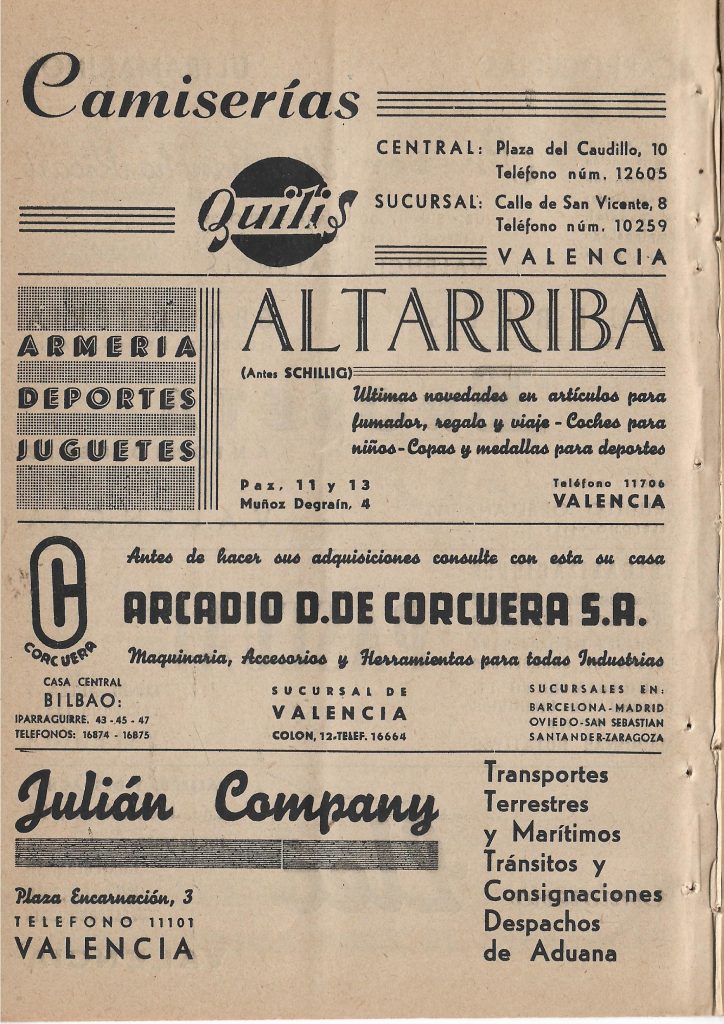 Camiserías
Quilis
CENTRAL: Plaza del Caudillo, 10
Teléfono núm. 12605
SUCURSAL: Calle de San Vicente, 8
Teléfono núm. 10259
VALENCIA
ARMERIA
DEPORTES
JUGUETES
ALTARRIBA
(Antes SCHILLIG)
Ultimas novedades en artículos para
fumador, regalo y viaje - Coches para
niños - Copas y medallas para deportes
Paz, 11 y 13
Muñoz Degraín, 4
Teléfono 11706
VALENCIA
C
CORCUERA
Antes de hacer sus adquisiciones consulte con esta su casa
ARCADIO D. DE CORCUERA S.A.
Maquinaria, Accesorios y Herramientas para todas Industrias
CASA CENTRAL
BILBAO:
IPARRAGUIRRE. 43 - 45 - 47
TELEFONOS: 16874 - 16875
SUCURSAL DE
VALENCIA
COLON, 12-TELEF. 16664
SUCURSALES EN:
BARCELONA-MADRID
OVIEDO-SAN SEBASTIAN
SANTANDER-ZARAGOZA
Julián Company
Plaza Encarnación, 3
TELEFONO 11101
VALENCIA
Transportes
Terrestres
y Marítimos
Tránsitos y
Consignaciones
Despachos
de Aduana